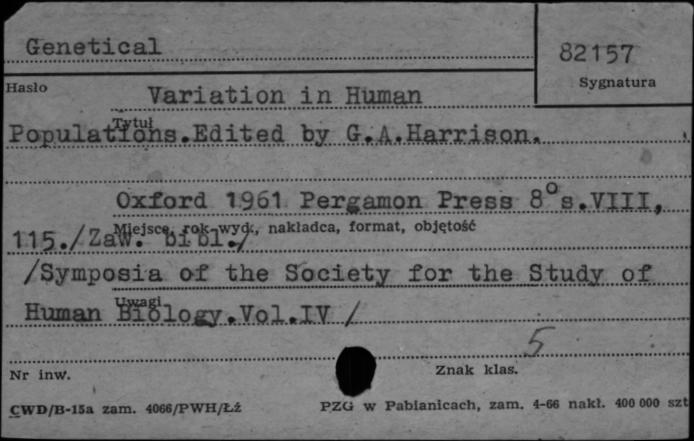 Genetical
82157
Sygnatura
Hasło
Variation in Human
Tytuł
Populations.Edited by G.A.Harrison.
Oxford 1961 Pergamon Press 8° s.VIII,
Miejsce, rok wyd., nakładca, format, objętość
115./Zaw. bibl./
/Symposia of the Society for the Study of
Uwagi
Human Biology.Vol.IV /
5
Nr inw.
Znak klas.
CWD/B-15a zam. 4066/PWH/Łź
PZG w Pabianicach, zam. 4-66 nakł. 400 000 szt